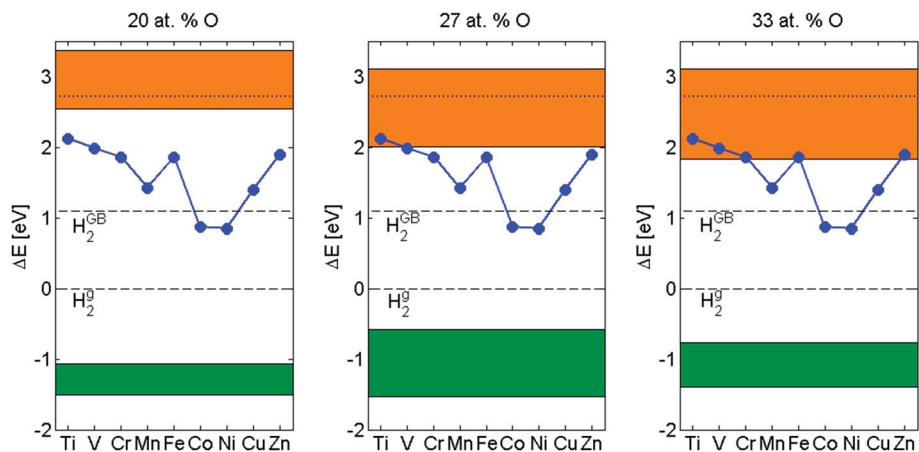 20 at. % O
27 at. % O
33 at. % O
ΔE [eV]
3
2
1
0
-1
-2
H₂ᴳᴮ
H₂ᵍ
Ti V Cr Mn Fe Co Ni Cu Zn
ΔE [eV]
3
2
1
0
-1
-2
H₂ᴳᴮ
H₂ᵍ
Ti V Cr Mn Fe Co Ni Cu Zn
ΔE [eV]
3
2
1
0
-1
-2
H₂ᴳᴮ
H₂ᵍ
Ti V Cr Mn Fe Co Ni Cu Zn